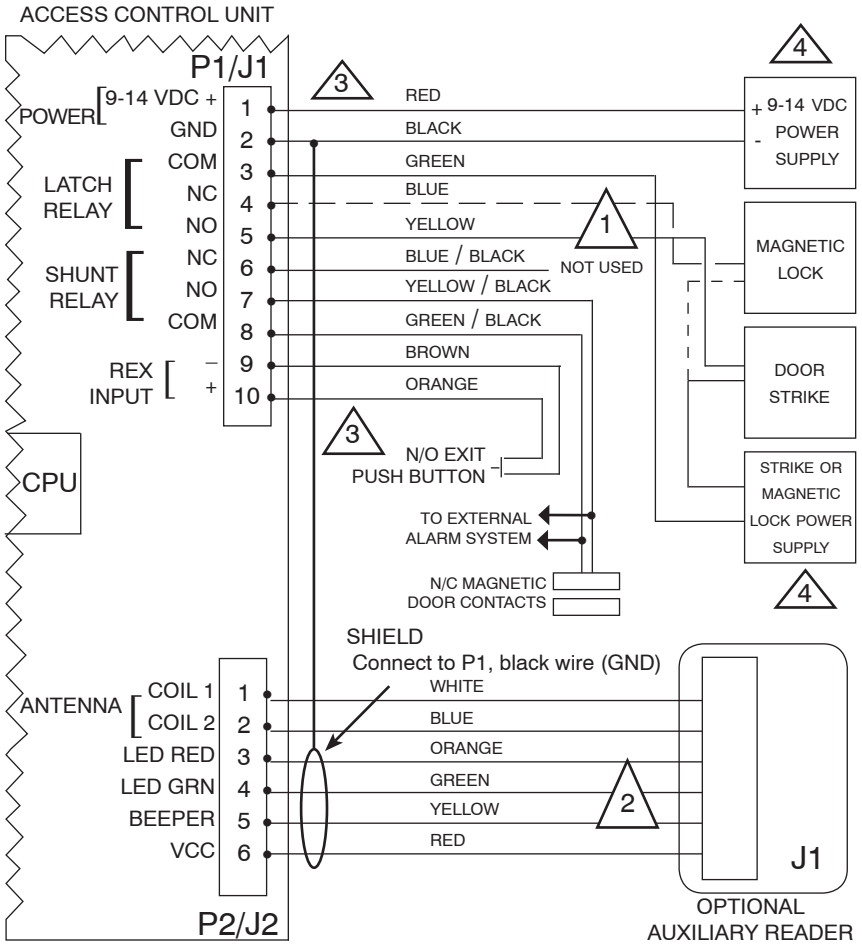 ACCESS CONTROL UNIT
P1/J1
POWER
9-14 VDC +
GND
COM
NC
NO
NC
NO
COM
LATCH
RELAY
SHUNT
RELAY
REX
INPUT
–
+
1
2
3
4
5
6
7
8
9
10
RED
BLACK
GREEN
BLUE
YELLOW
BLUE / BLACK
YELLOW / BLACK
GREEN / BLACK
BROWN
ORANGE
3
1
NOT USED
3
4
+ 9-14 VDC
POWER
- SUPPLY
MAGNETIC
LOCK
DOOR
STRIKE
STRIKE OR
MAGNETIC
LOCK POWER
SUPPLY
4
CPU
N/O EXIT
PUSH BUTTON
TO EXTERNAL
ALARM SYSTEM
N/C MAGNETIC
DOOR CONTACTS
SHIELD
Connect to P1, black wire (GND)
ANTENNA
COIL 1
COIL 2
LED RED
LED GRN
BEEPER
VCC
1
2
3
4
5
6
WHITE
BLUE
ORANGE
GREEN
YELLOW
RED
2
J1
P2/J2
OPTIONAL
AUXILIARY READER